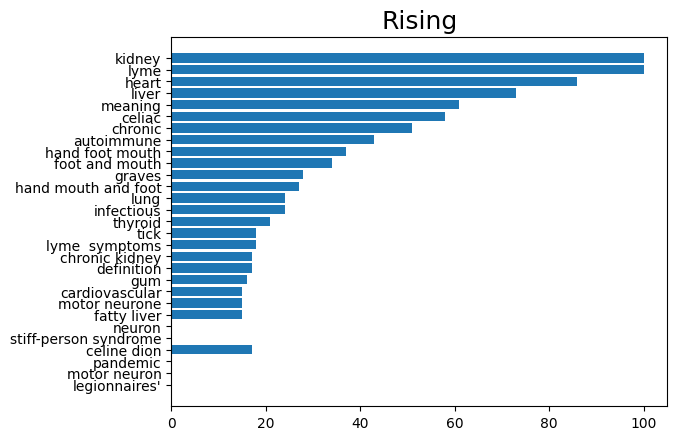 Rising
kidney
lyme
heart
liver
meaning
celiac
chronic
autoimmune
hand foot mouth
foot and mouth
graves
hand mouth and foot
lung
infectious
thyroid
tick
lyme  symptoms
chronic kidney
definition
gum
cardiovascular
motor neurone
fatty liver
neuron
stiff-person syndrome
celine dion
pandemic
motor neuron
legionnaires'
0 20 40 60 80 100